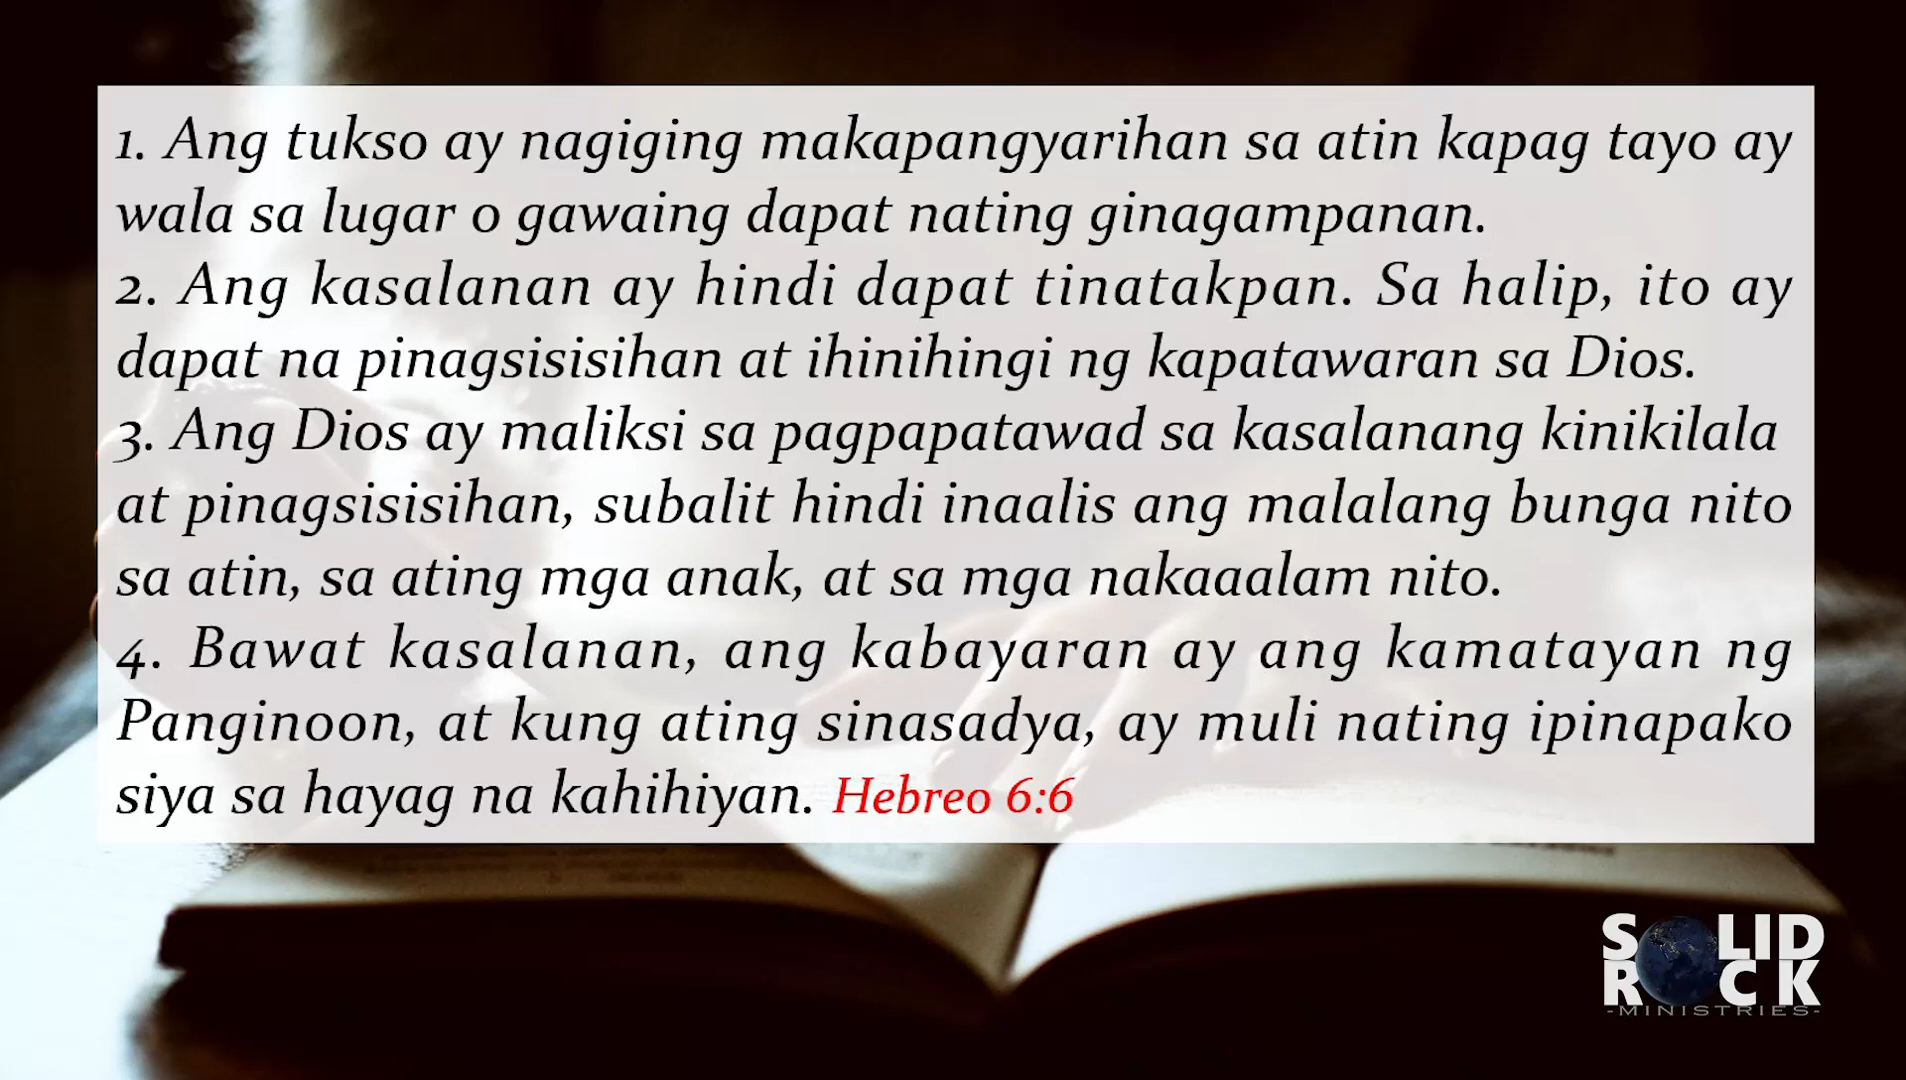 1. Ang tukso ay nagiging makapangyarihan sa atin kapag tayo ay
wala sa lugar o gawaing dapat nating ginagampanan.
2. Ang kasalanan ay hindi dapat tinatakpan. Sa halip, ito ay
dapat na pinagsisisihan at ihinihingi ng kapatawaran sa Dios.
3. Ang Dios ay maliksi sa pagpapatawad sa kasalanang kinikilala
at pinagsisisihan, subalit hindi inaalis ang malalang bunga nito
sa atin, sa ating mga anak, at sa mga nakaaalam nito.
4. Bawat kasalanan, ang kabayaran ay ang kamatayan ng
Panginoon, at kung ating sinasadya, ay muli nating ipinapako
siya sa hayag na kahihiyan. Hebreo 6:6
SOLID
ROCK
-MINISTRIES-